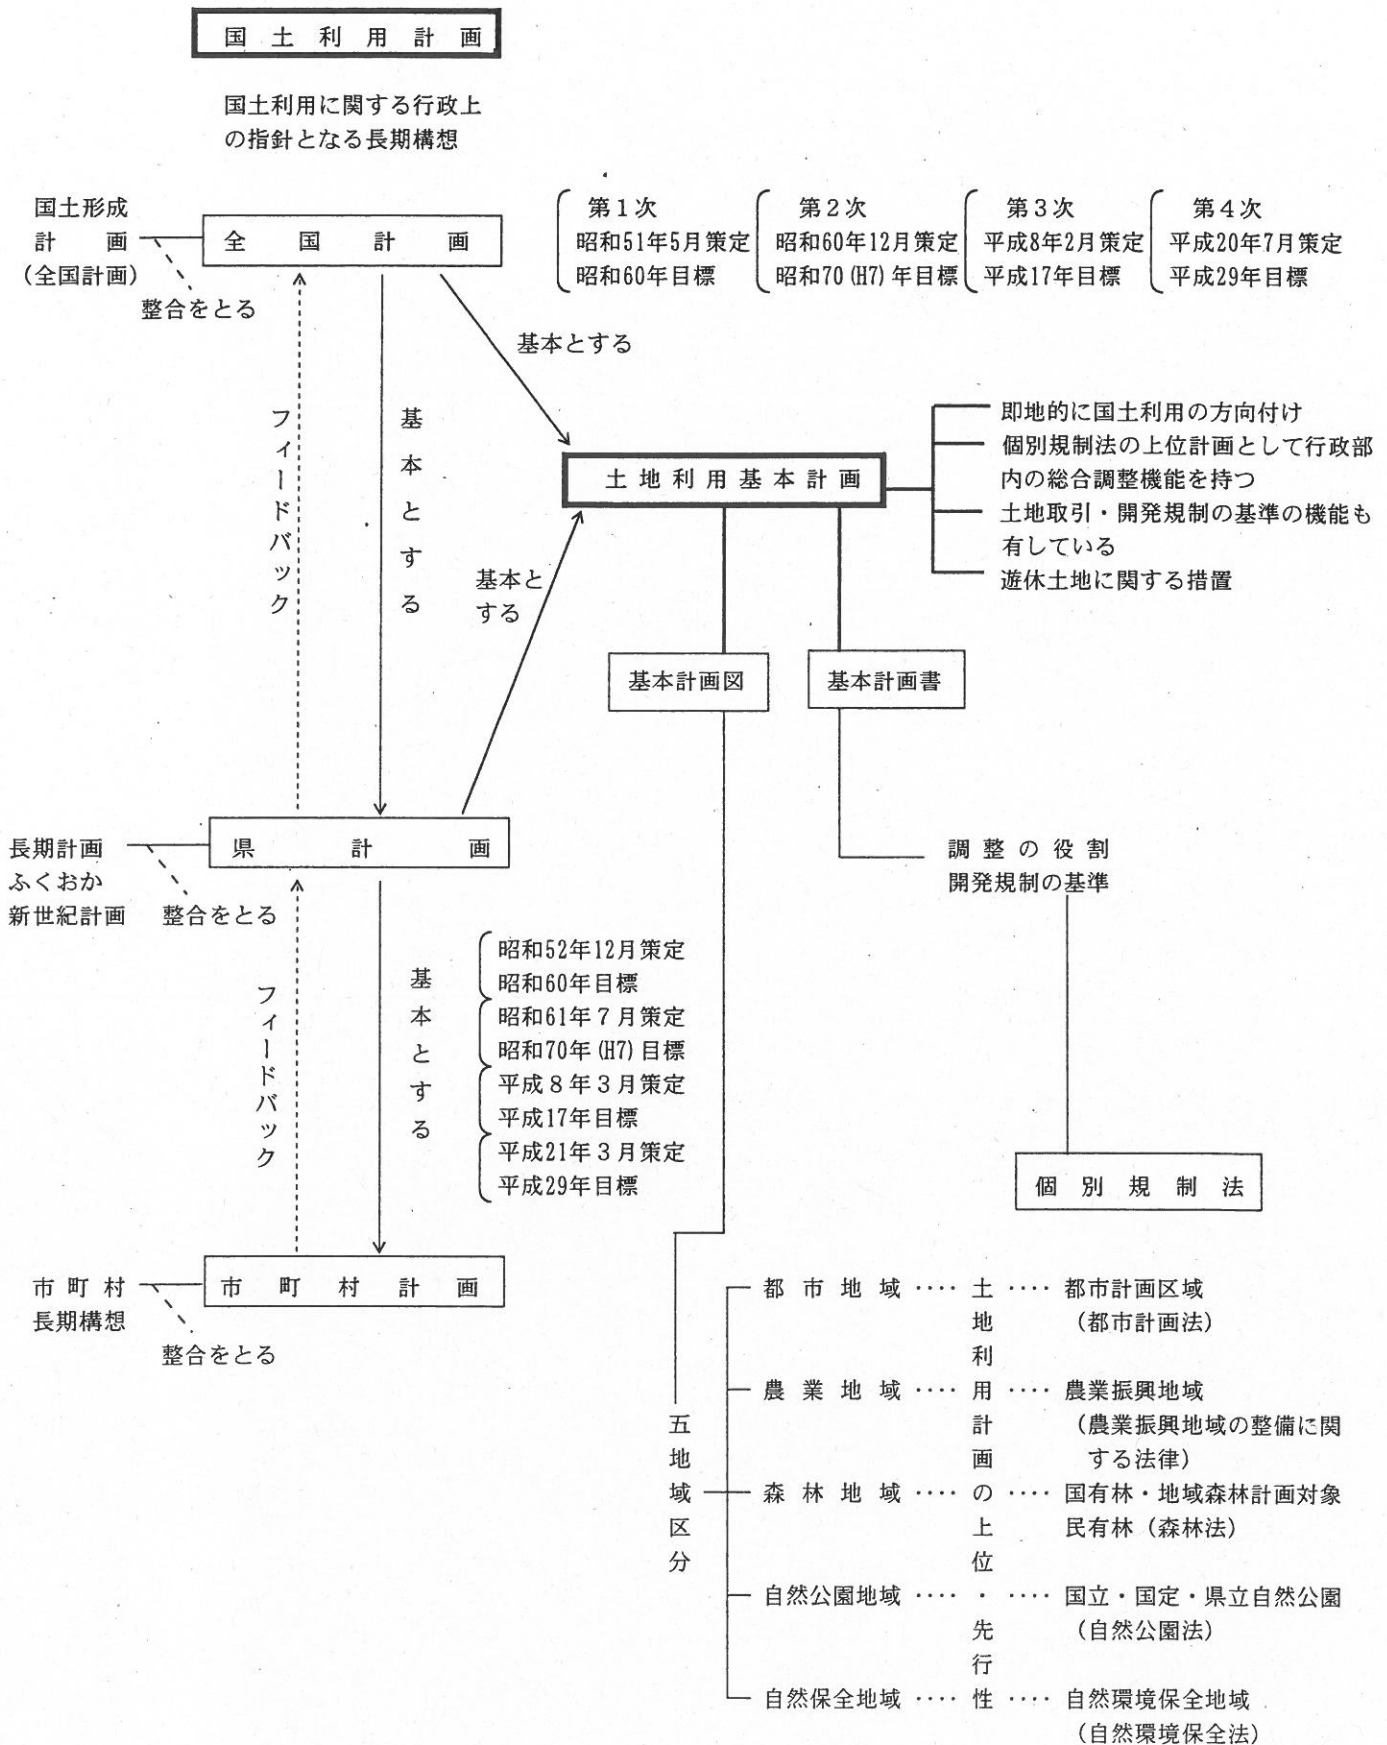 国土利用計画
国土利用に関する行政上
の指針となる長期構想
国土形成
計画
(全国計画)
整合をとる
全国計画
第1次
昭和51年5月策定
昭和60年目標
第2次
昭和60年12月策定
昭和70(H7)年目標
第3次
平成8年2月策定
平成17年目標
第4次
平成20年7月策定
平成29年目標
基本とする
フィードバック
基本とする
基本と
する
土地利用基本計画
即地的に国土利用の方向付け
個別規制法の上位計画として行政部
内の総合調整機能を持つ
土地取引・開発規制の基準の機能も
有している
遊休土地に関する措置
基本計画図
基本計画書
調整の役割
開発規制の基準
個別規制法
長期計画
ふくおか
新世紀計画
整合をとる
県計画
フィードバック
基本とする
昭和52年12月策定
昭和60年目標
昭和61年7月策定
昭和70年(H7)目標
平成8年3月策定
平成17年目標
平成21年3月策定
平成29年目標
市町村
長期構想
整合をとる
市町村計画
五地域区分
都市地域
農業地域
森林地域
自然公園地域
自然保全地域
土地利用計画の上位・先行性
都市計画区域
(都市計画法)
農業振興地域
(農業振興地域の整備に関
する法律)
国有林・地域森林計画対象
民有林(森林法)
国立・国定・県立自然公園
(自然公園法)
自然環境保全地域
(自然環境保全法)